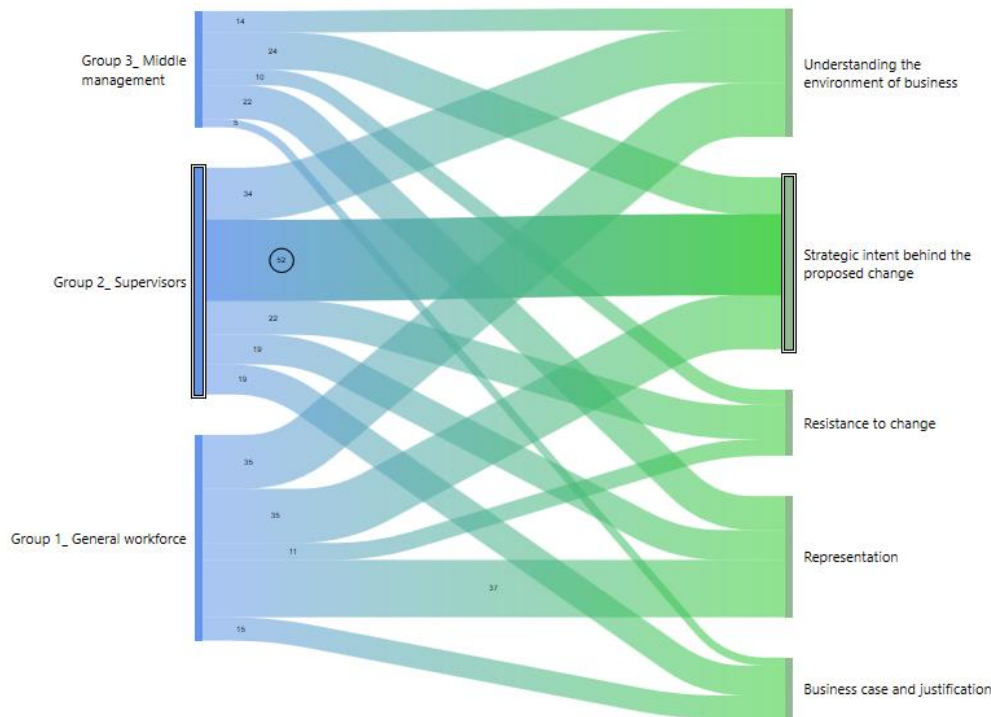 14
Group 3_ Middle
management
24
10
22
5
Understanding the
environment of business
34
Group 2_ Supervisors
52
22
19
19
Strategic intent behind the
proposed change
Resistance to change
35
35
Group 1_ General workforce
11
37
15
Representation
Business case and justification